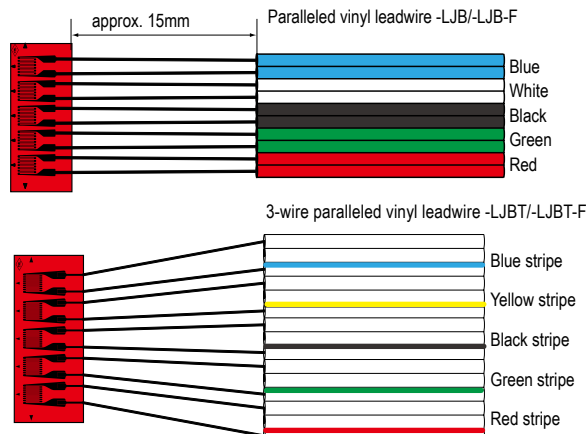 approx. 15mm
Paralleled vinyl leadwire -LJB/-LJB-F
Blue
White
Black
Green
Red
3-wire paralleled vinyl leadwire -LJBT/-LJBT-F
Blue stripe
Yellow stripe
Black stripe
Green stripe
Red stripe